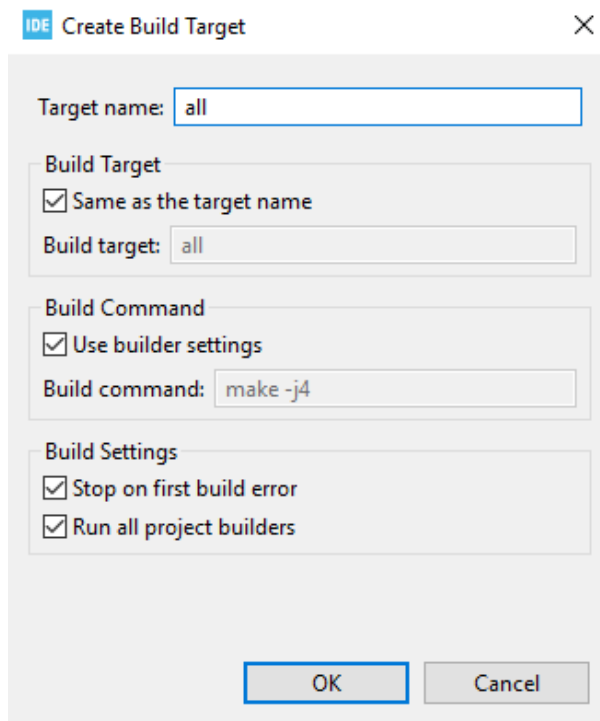 IDE Create Build Target
Target name: all
Build Target
Same as the target name
Build target: all
Build Command
Use builder settings
Build command: make -j4
Build Settings
Stop on first build error
Run all project builders
OK Cancel